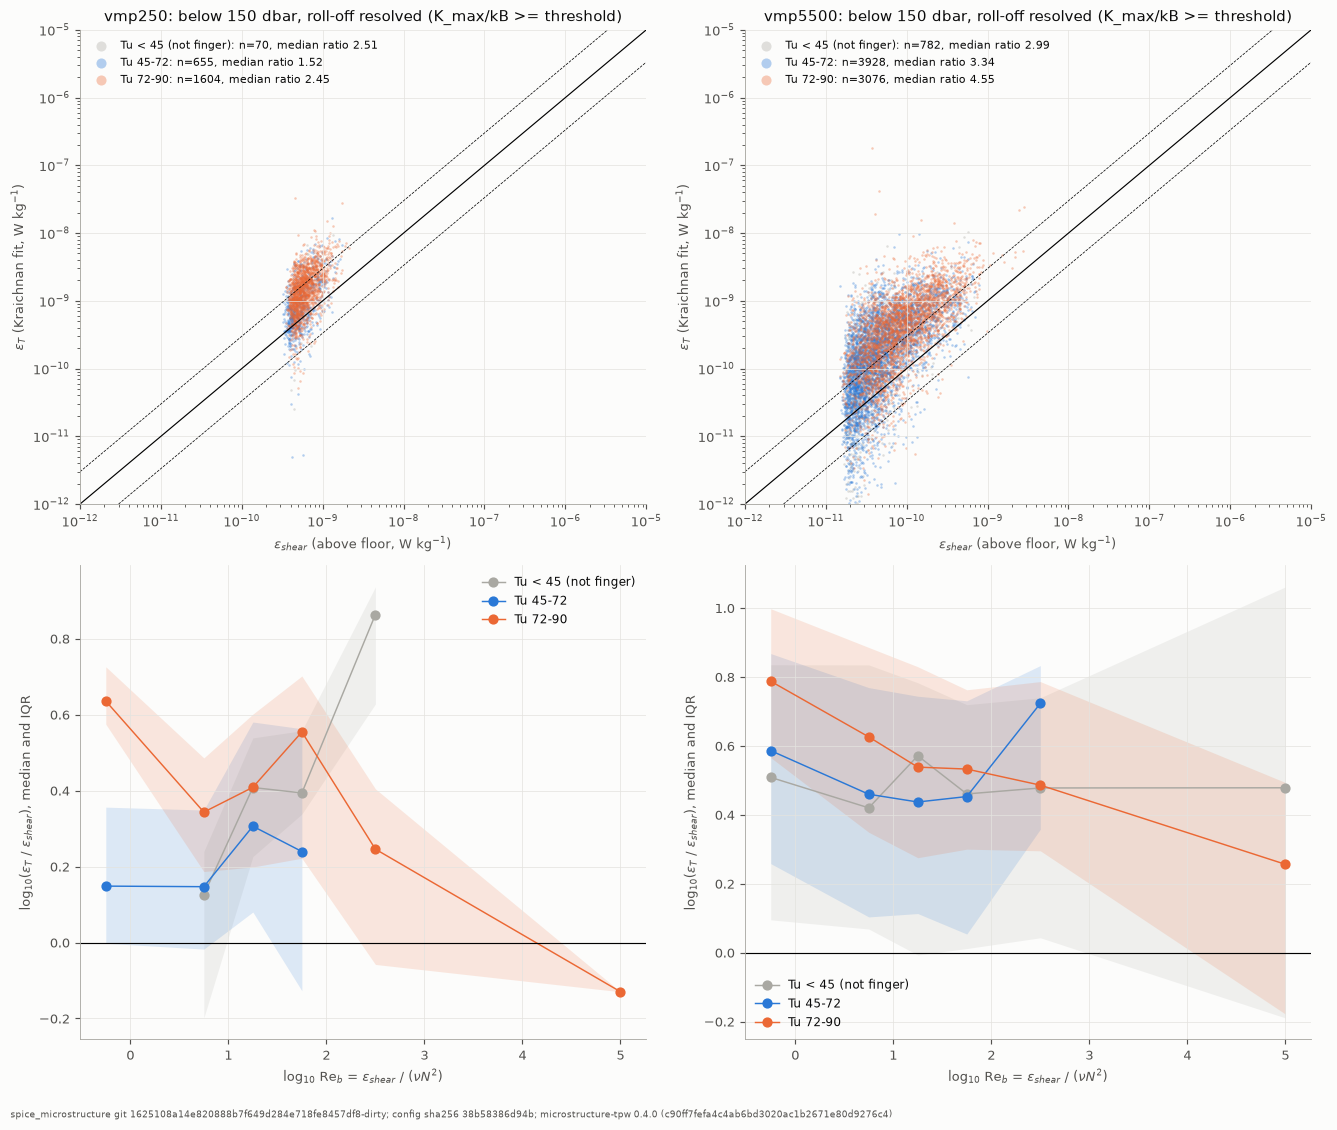 vmp250: below 150 dbar, roll-off resolved (K_max/kB >= threshold)
Tu < 45 (not finger): n=70, median ratio 2.51
Tu 45-72: n=655, median ratio 1.52
Tu 72-90: n=1604, median ratio 2.45
10⁻⁵
10⁻⁶
10⁻⁷
10⁻⁸
10⁻⁹
10⁻¹⁰
10⁻¹¹
10⁻¹²
ε_T (Kraichnan fit, W kg⁻¹)
10⁻¹² 10⁻¹¹ 10⁻¹⁰ 10⁻⁹ 10⁻⁸ 10⁻⁷ 10⁻⁶ 10⁻⁵
ε_shear (above floor, W kg⁻¹)
vmp5500: below 150 dbar, roll-off resolved (K_max/kB >= threshold)
Tu < 45 (not finger): n=782, median ratio 2.99
Tu 45-72: n=3928, median ratio 3.34
Tu 72-90: n=3076, median ratio 4.55
10⁻⁵
10⁻⁶
10⁻⁷
10⁻⁸
10⁻⁹
10⁻¹⁰
10⁻¹¹
10⁻¹²
ε_T (Kraichnan fit, W kg⁻¹)
10⁻¹² 10⁻¹¹ 10⁻¹⁰ 10⁻⁹ 10⁻⁸ 10⁻⁷ 10⁻⁶ 10⁻⁵
ε_shear (above floor, W kg⁻¹)
Tu < 45 (not finger)
Tu 45-72
Tu 72-90
0.8
0.6
0.4
0.2
0.0
−0.2
log₁₀(ε_T / ε_shear), median and IQR
0 1 2 3 4 5
log₁₀ Re_b = ε_shear / (νN²)
1.0
0.8
0.6
0.4
0.2
0.0
−0.2
log₁₀(ε_T / ε_shear), median and IQR
Tu < 45 (not finger)
Tu 45-72
Tu 72-90
0 1 2 3 4 5
log₁₀ Re_b = ε_shear / (νN²)
spice_microstructure git 1625108a14e820888b7f649d284e718fe8457df8-dirty; config sha256 38b58386d94b; microstructure-tpw 0.4.0 (c90ff7fefa4c4ab6bd3020ac1b2671e80d9276c4)